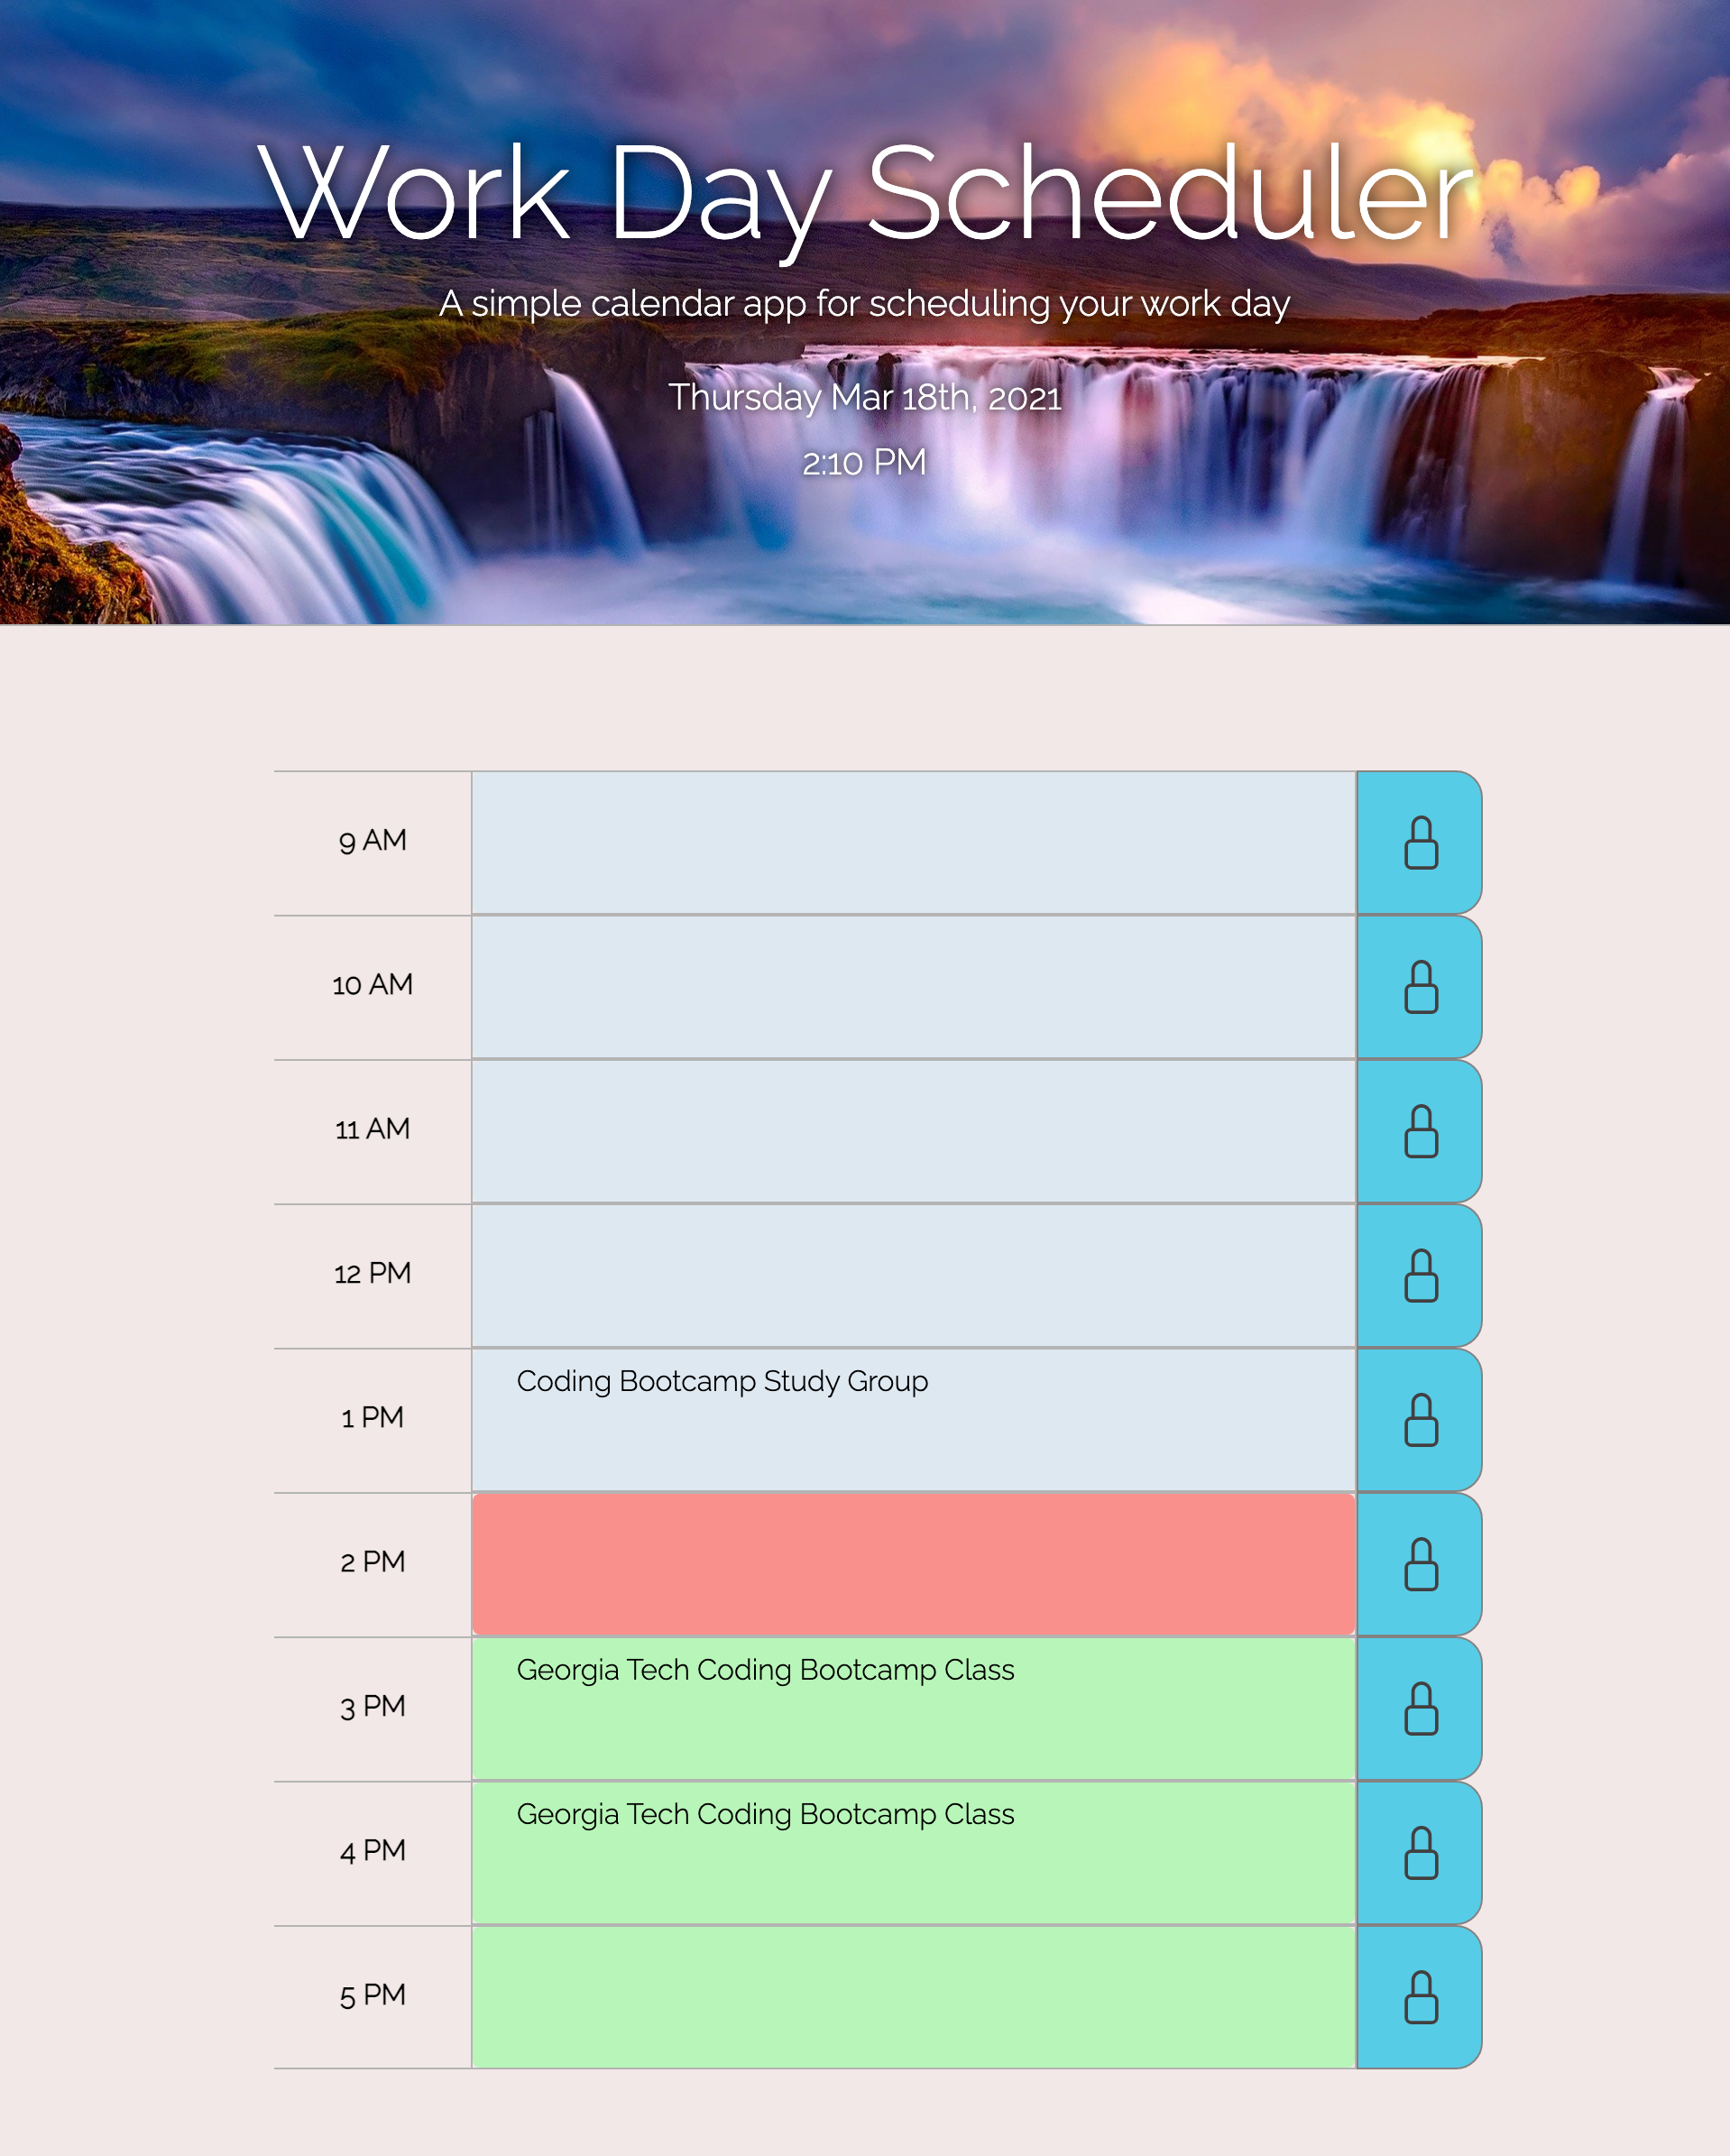 Work Day Scheduler
A simple calendar app for scheduling your work day
Thursday Mar 18th, 2021
2:10 PM
9 AM
10 AM
11 AM
12 PM
1 PM
Coding Bootcamp Study Group
2 PM
3 PM
Georgia Tech Coding Bootcamp Class
4 PM
Georgia Tech Coding Bootcamp Class
5 PM